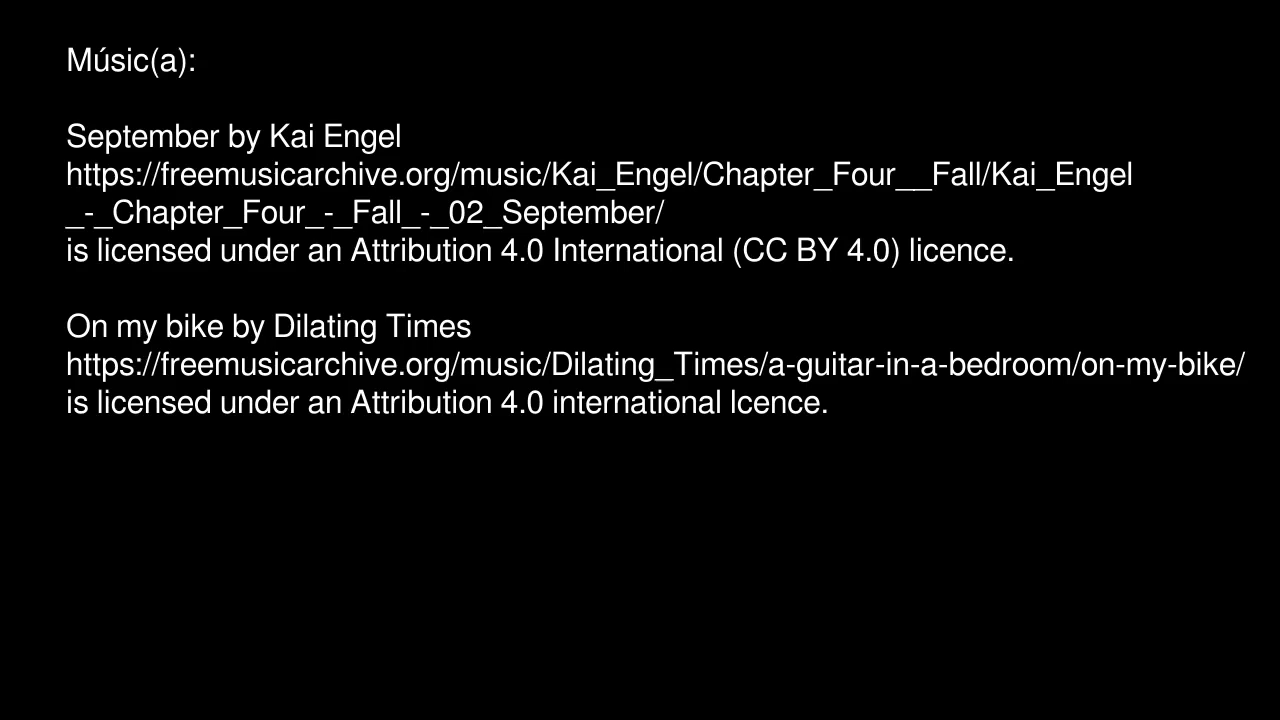 Músic(a):
September by Kai Engel
https://freemusicarchive.org/music/Kai_Engel/Chapter_Four__Fall/Kai_Engel
_-_Chapter_Four_-_Fall_-_02_September/
is licensed under an Attribution 4.0 International (CC BY 4.0) licence.
On my bike by Dilating Times
https://freemusicarchive.org/music/Dilating_Times/a-guitar-in-a-bedroom/on-my-bike/
is licensed under an Attribution 4.0 international lcence.